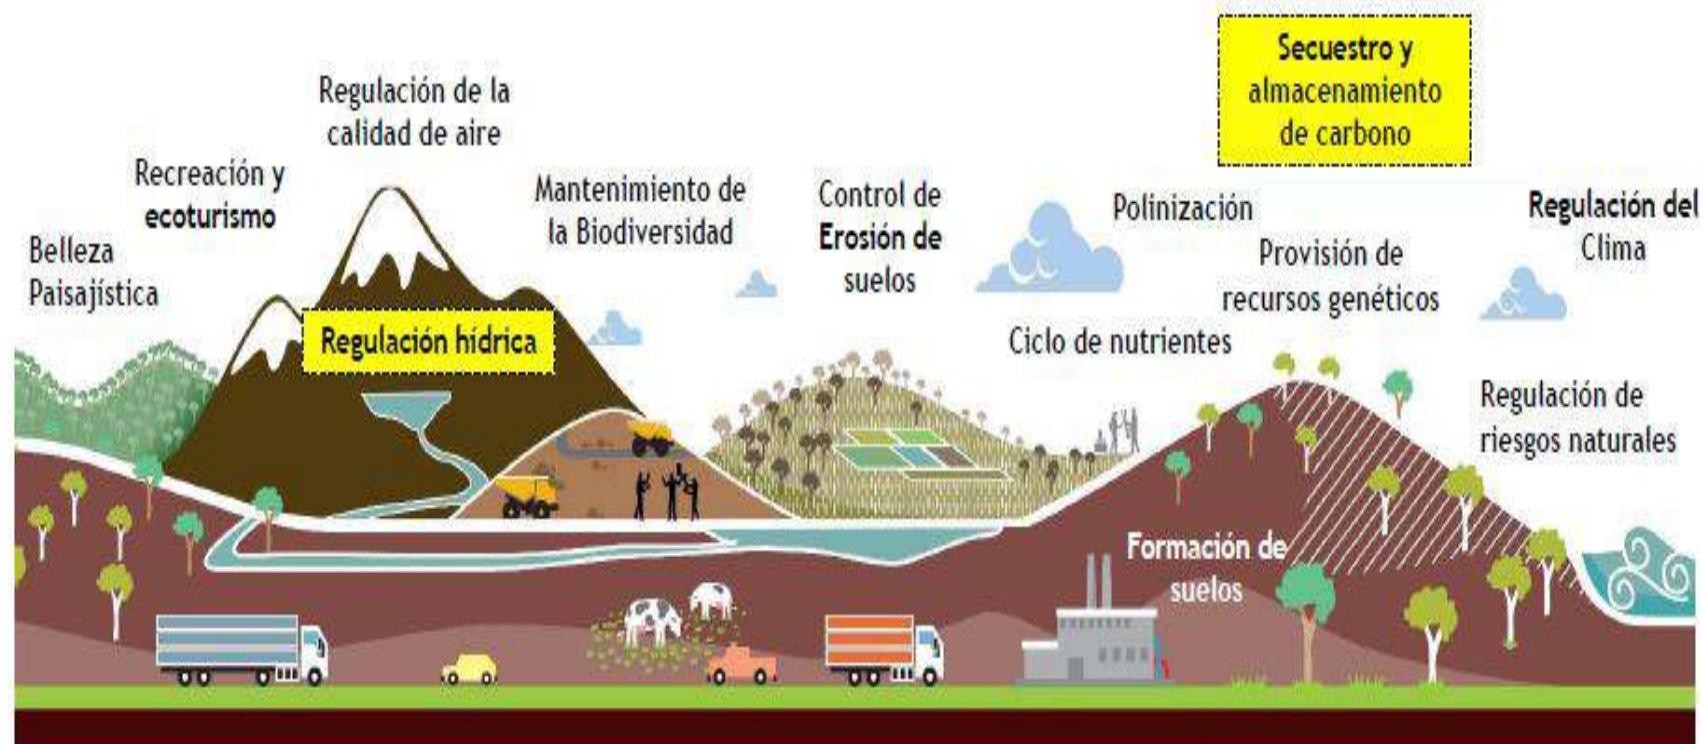 Secuestro y
almacenamiento
de carbono
Regulación de la
calidad de aire
Recreación y
ecoturismo
Mantenimiento de
la Biodiversidad
Control de
Erosión de
suelos
Polinización
Regulación del
Clima
Belleza
Paisajística
Provisión de
recursos genéticos
Regulación hídrica
Ciclo de nutrientes
Regulación de
riesgos naturales
Formación de
suelos